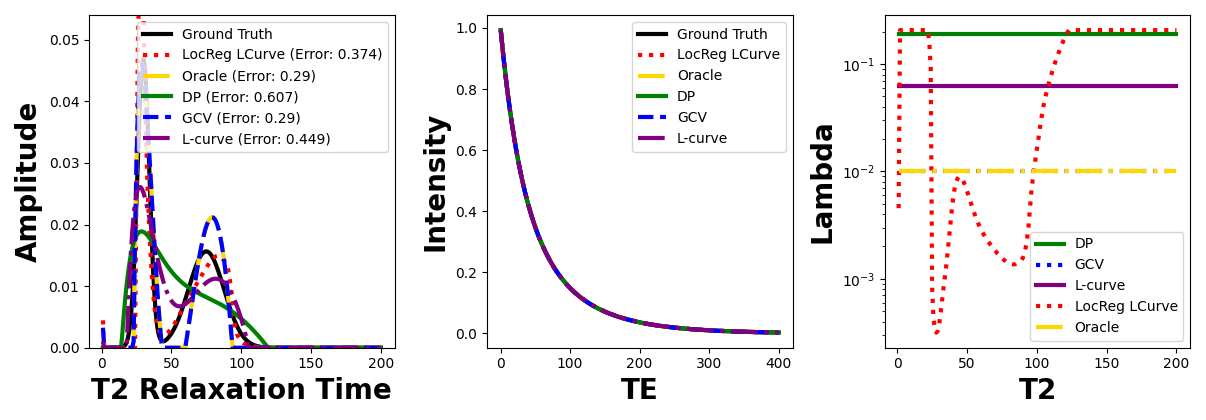 Amplitude
0.05
0.04
0.03
0.02
0.01
0.00
Ground Truth
LocReg LCurve (Error: 0.374)
Oracle (Error: 0.29)
DP (Error: 0.607)
GCV (Error: 0.29)
L-curve (Error: 0.449)
0 50 100 150 200
T2 Relaxation Time
Intensity
1.0
0.8
0.6
0.4
0.2
0.0
Ground Truth
LocReg LCurve
Oracle
DP
GCV
L-curve
0 100 200 300 400
TE
Lambda
10⁻¹
10⁻²
10⁻³
DP
GCV
L-curve
LocReg LCurve
Oracle
0 50 100 150 200
T2